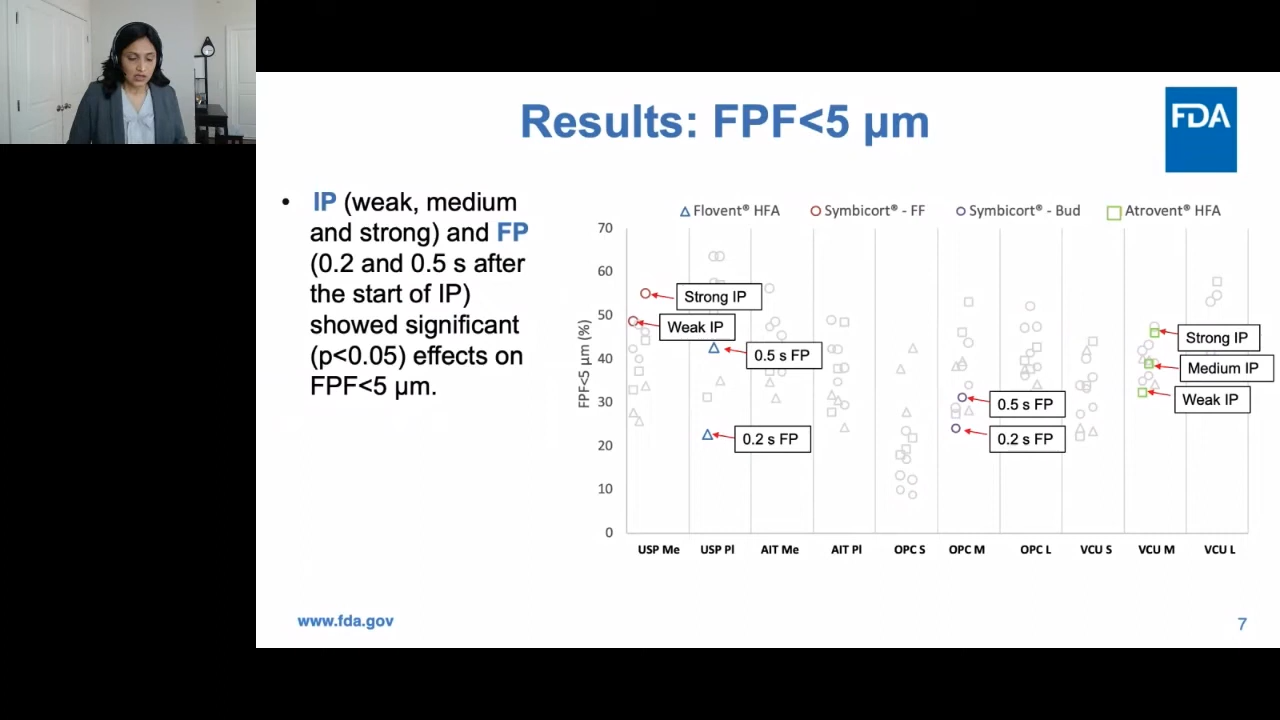 Results: FPF<5 µm
FDA
• IP (weak, medium
and strong) and FP
(0.2 and 0.5 s after
the start of IP)
showed significant
(p<0.05) effects on
FPF<5 µm.
Flovent® HFA
Symbicort® - FF
Symbicort® - Bud
Atrovent® HFA
FPF<5 µm (%)
70
60
50
40
30
20
10
0
Strong IP
Weak IP
0.5 s FP
0.2 s FP
0.5 s FP
0.2 s FP
Strong IP
Medium IP
Weak IP
USP Me
USP Pl
AIT Me
AIT Pl
OPC S
OPC M
OPC L
VCU S
VCU M
VCU L
www.fda.gov
7